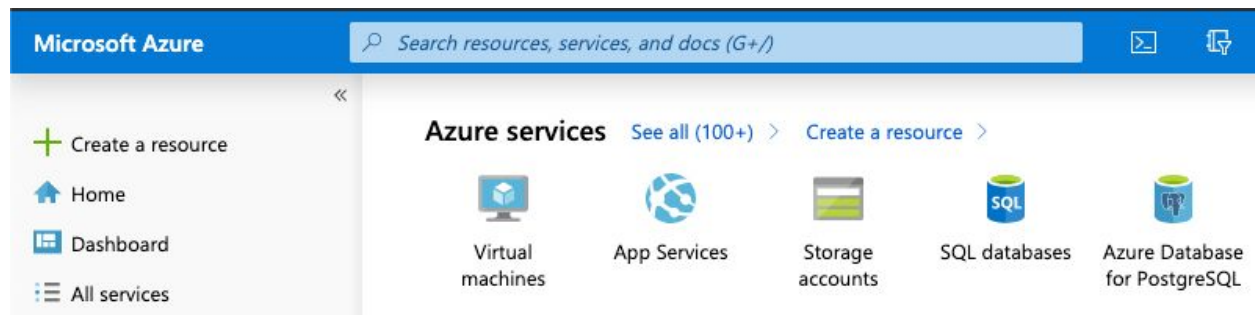 Microsoft Azure
Search resources, services, and docs (G+/)
Create a resource
Home
Dashboard
All services
Azure services See all (100+) Create a resource
Virtual
machines
App Services
Storage
accounts
SQL
SQL databases
Azure Database
for PostgreSQL